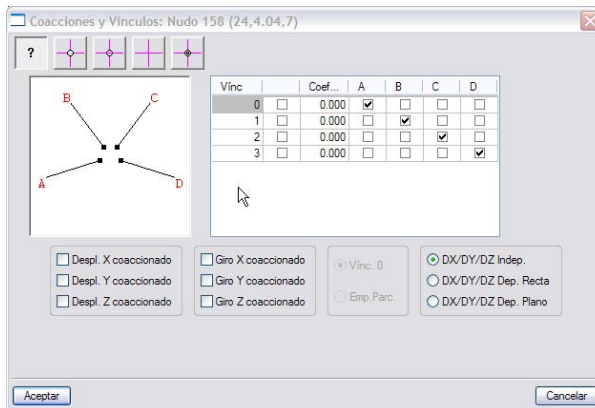 Coacciones y Vínculos: Nudo 158 (24,4.04,7)
?
Vínc Coef... A B C D
0 0.000
1 0.000
2 0.000
3 0.000
B C
A D
Despl. X coaccionado
Despl. Y coaccionado
Despl. Z coaccionado
Giro X coaccionado
Giro Y coaccionado
Giro Z coaccionado
Vínc. 0
Emp.Parc.
DX/DY/DZ Indep.
DX/DY/DZ Dep. Recta
DX/DY/DZ Dep. Plano
Aceptar Cancelar